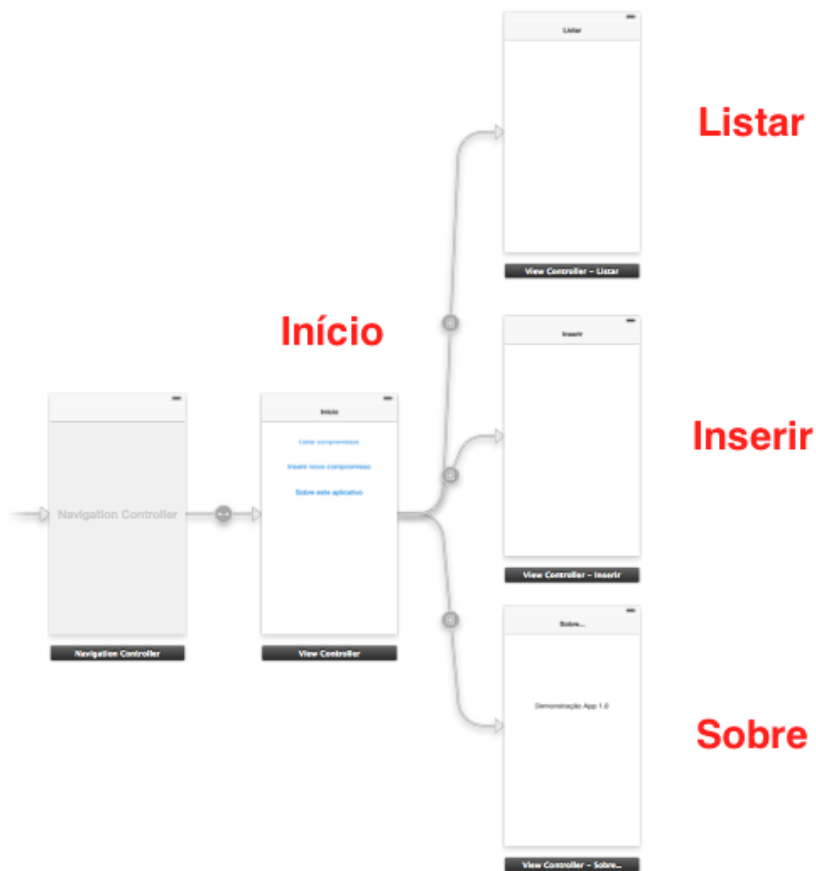 Listar
Listar
View Controller – Listar
Início
Inserir
Inserir
View Controller – Inserir
Navigation Controller
Navigation Controller
Início
Listar compromissos
Inserir novo compromisso
Sobre este aplicativo
View Controller
Sobre...
Demonstração App 1.0
Sobre
View Controller – Sobre...